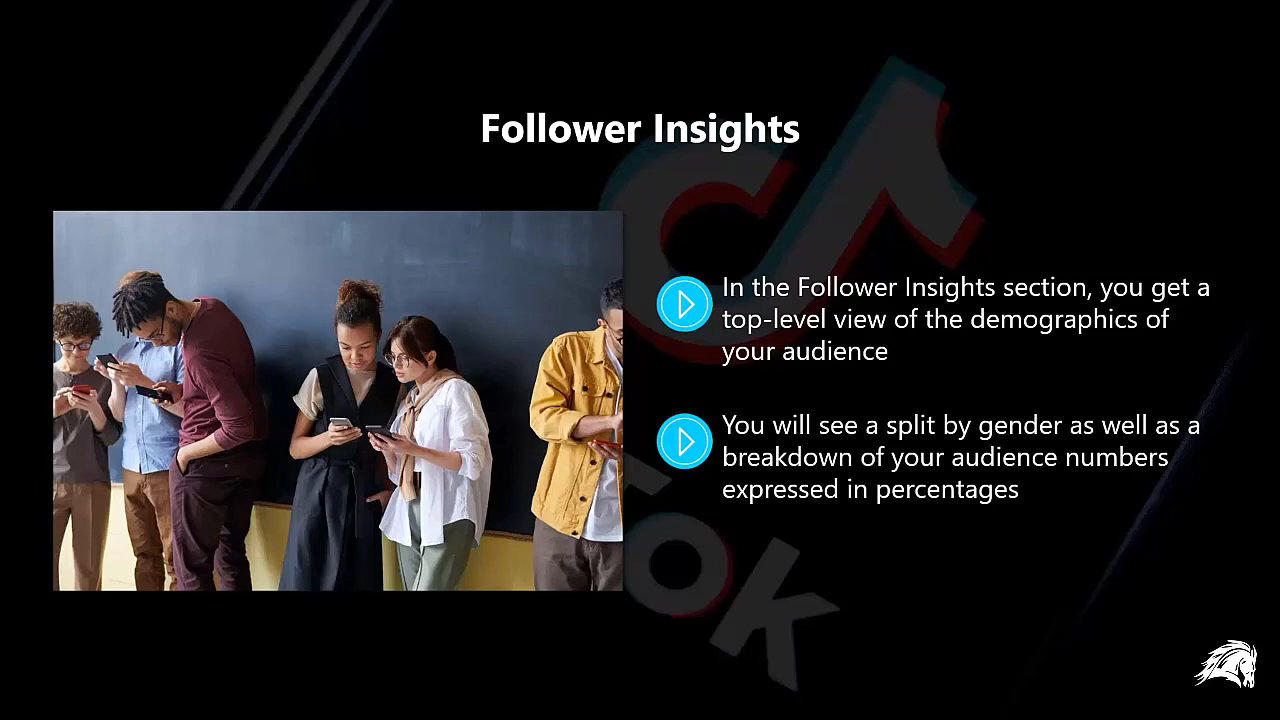 Follower Insights
In the Follower Insights section, you get a
top-level view of the demographics of
your audience
You will see a split by gender as well as a
breakdown of your audience numbers
expressed in percentages
Tok